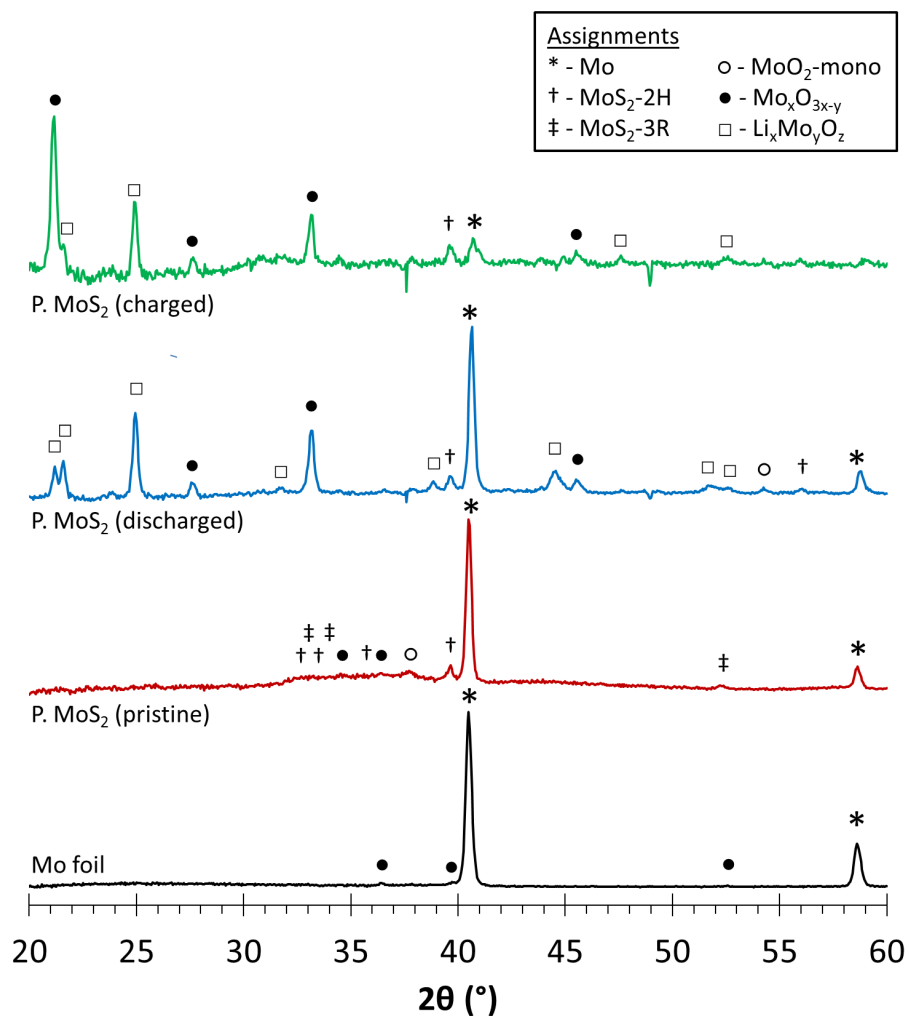 Assignments
* - Mo
○ - MoO₂-mono
† - MoS₂-2H
● - MoₓO₃ₓ₋ᵧ
‡ - MoS₂-3R
□ - LiₓMoᵧO_z
● □ □ ● ● † * ● □ □
P. MoS₂ (charged)
□ □ □ ● □ ● □ † * □ ● □ □ ○ † *
P. MoS₂ (discharged)
‡ ‡
† † ● † ● ○ † * ‡ *
P. MoS₂ (pristine)
* *
Mo foil
● ● ●
20 25 30 35 40 45 50 55 60
2θ (°)